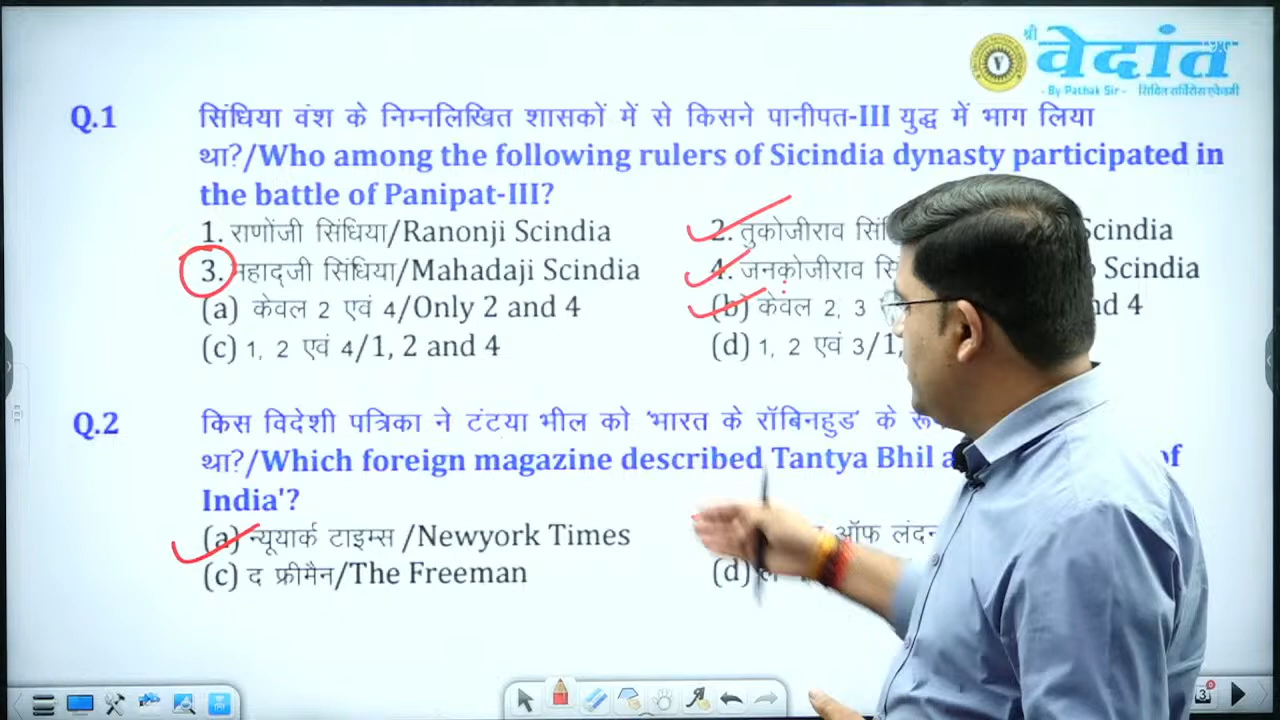 श्री
वेदांत
- By Pathak Sir -
सिविल सर्विसेस एकेडमी
V
Q.1 सिंधिया वंश के निम्नलिखित शासकों में से किसने पानीपत-III युद्ध में भाग लिया
था?/Who among the following rulers of Sicindia dynasty participated in
the battle of Panipat-III?
1. राणोंजी सिंधिया/Ranonji Scindia 2. तुकोजीराव Scindia
3. महाद्जी सिंधिया/Mahadaji Scindia 4. जनकोजीराव Scindia
(a) केवल 2 एवं 4/Only 2 and 4 (b) केवल 2, 3 nd 4
(c) 1, 2 एवं 4/1, 2 and 4 (d) 1, 2 एवं 3/1,
Q.2 किस विदेशी पत्रिका ने टंटया भील को 'भारत के रॉबिनहुड' के
था?/Which foreign magazine described Tantya Bhil of
India'?
(a) न्यूयार्क टाइम्स /Newyork Times ऑफ लंदन
(c) द फ्रीमैन/The Freeman (d)